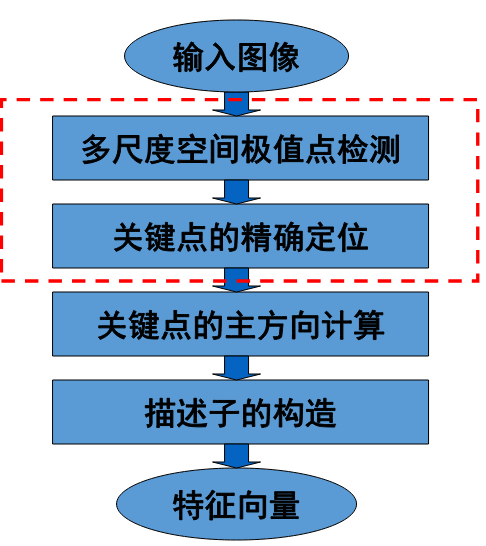 输入图像
多尺度空间极值点检测
关键点的精确定位
关键点的主方向计算
描述子的构造
特征向量